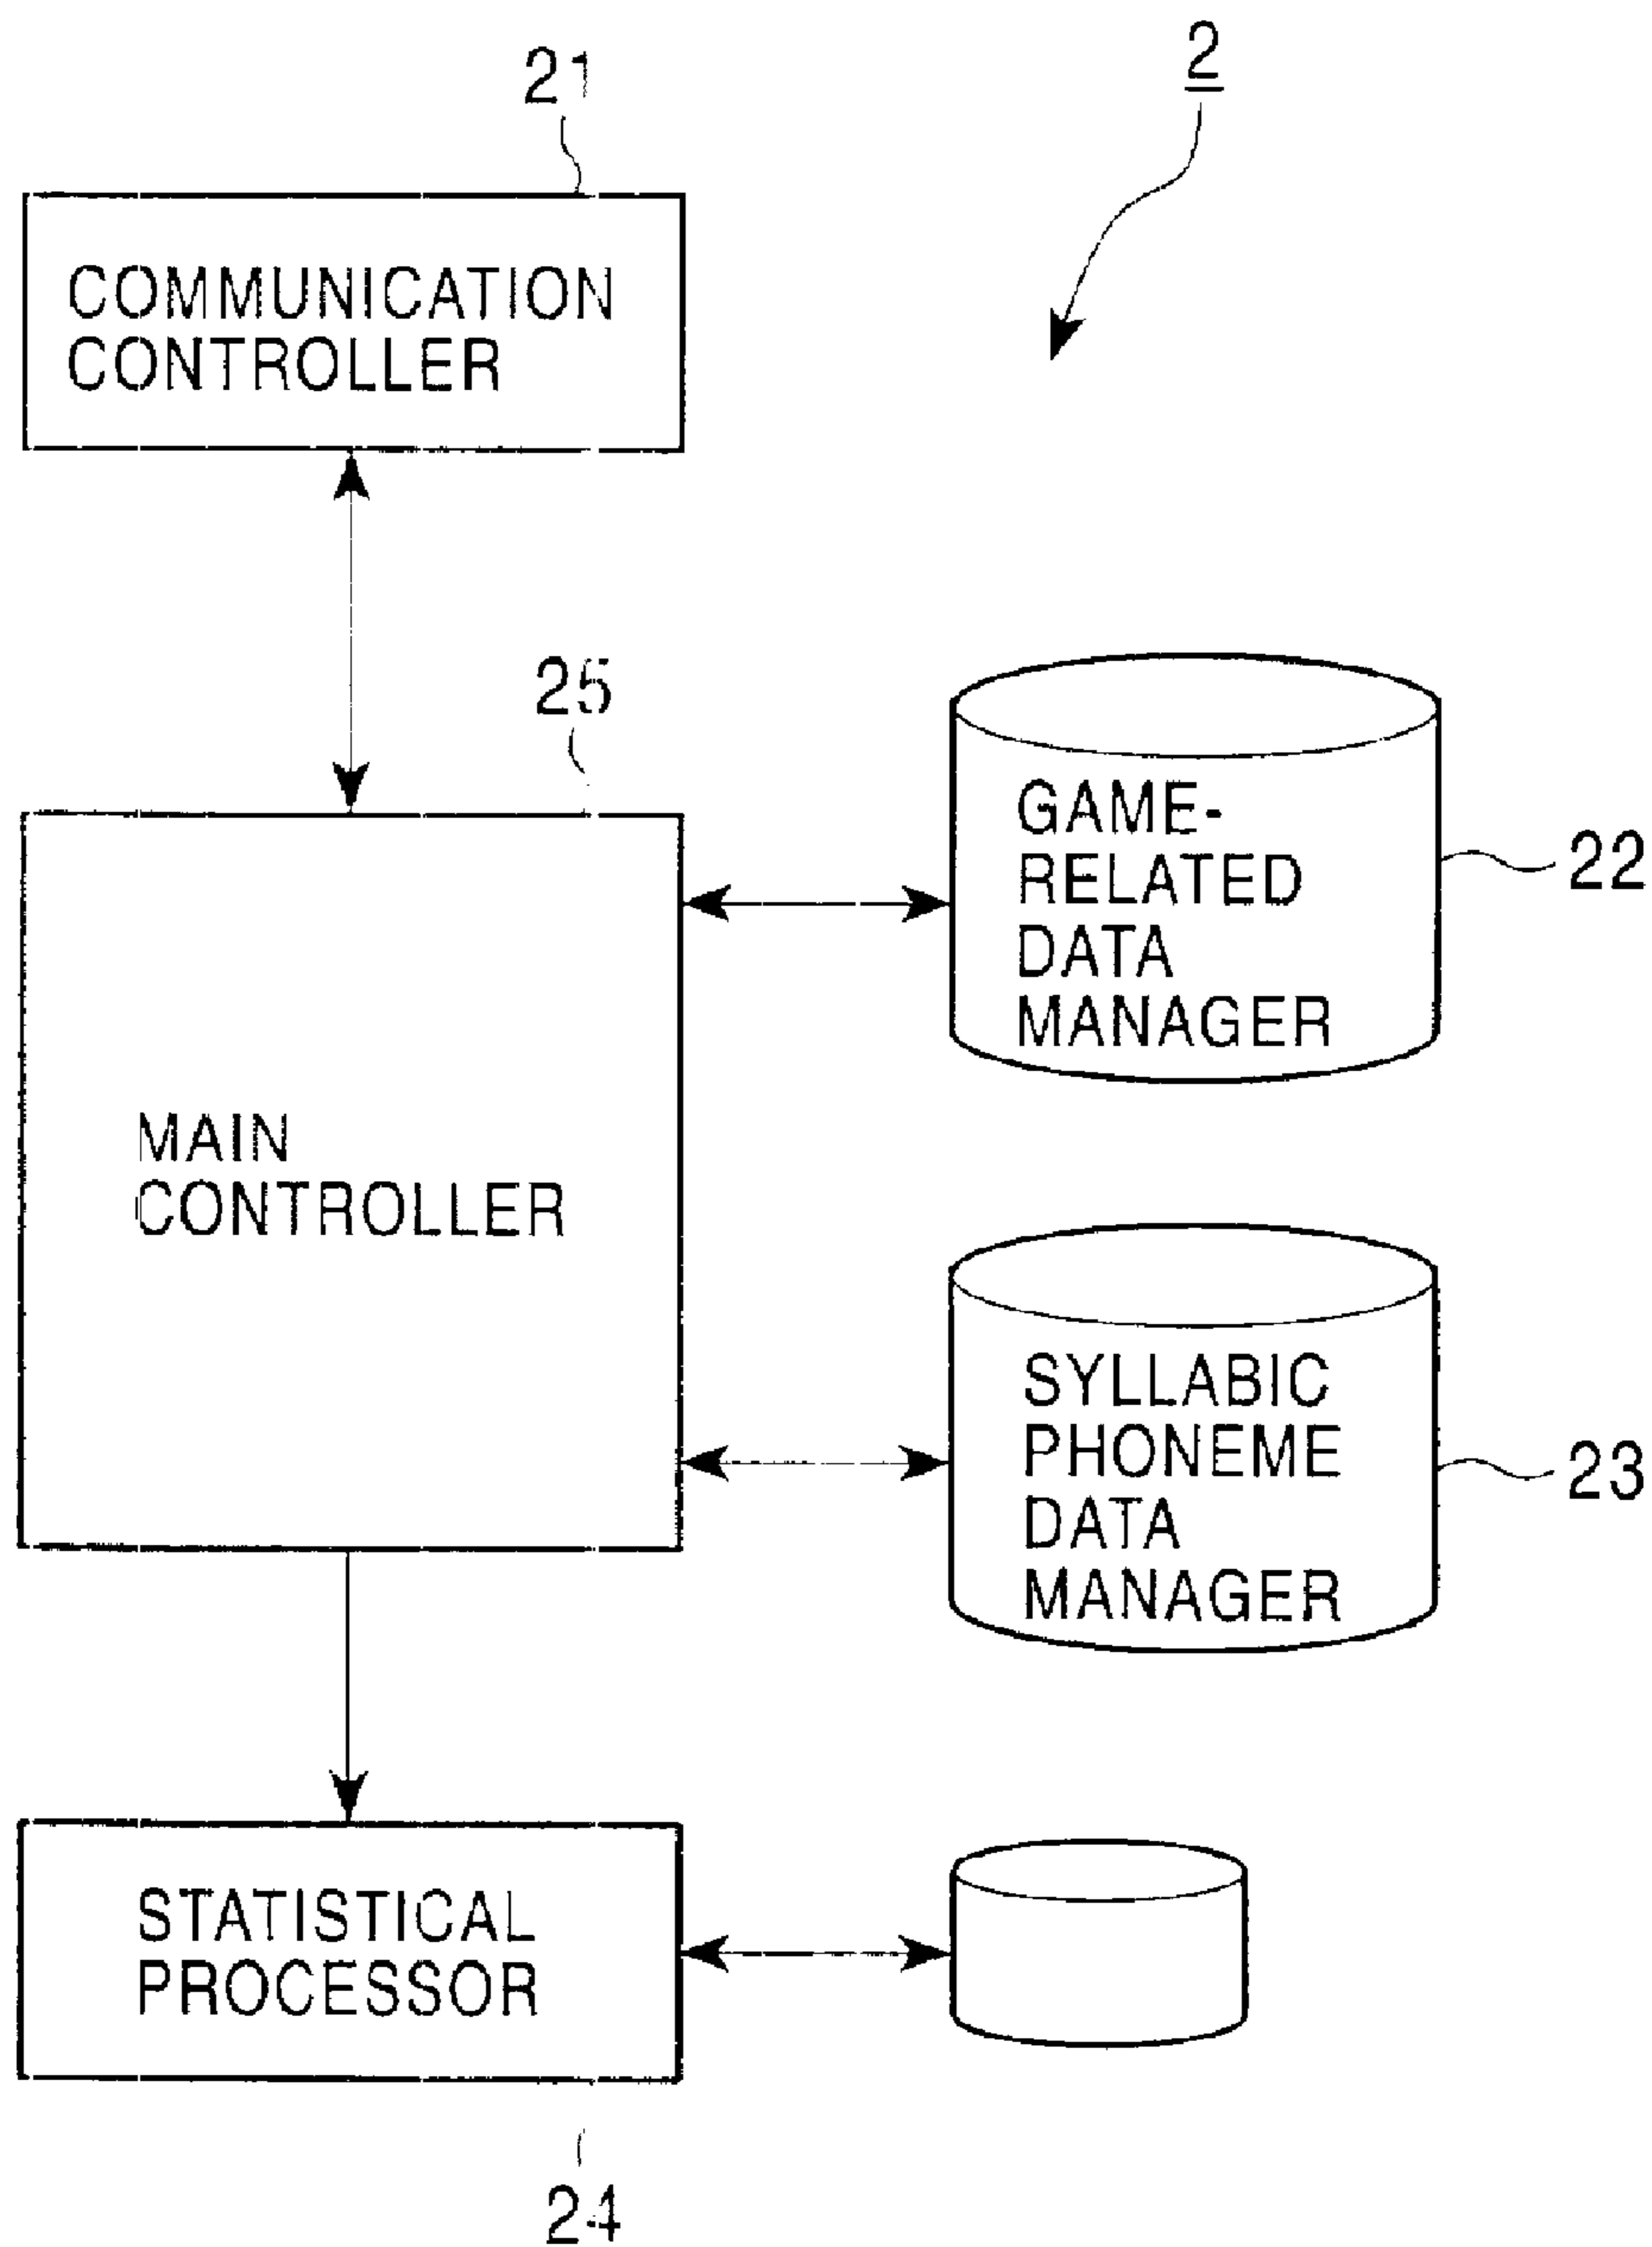 2
21
COMMUNICATION
CONTROLLER
25
GAME-
RELATED
DATA
MANAGER
22
MAIN
CONTROLLER
SYLLABIC
PHONEME
DATA
MANAGER
23
STATISTICAL
PROCESSOR
24